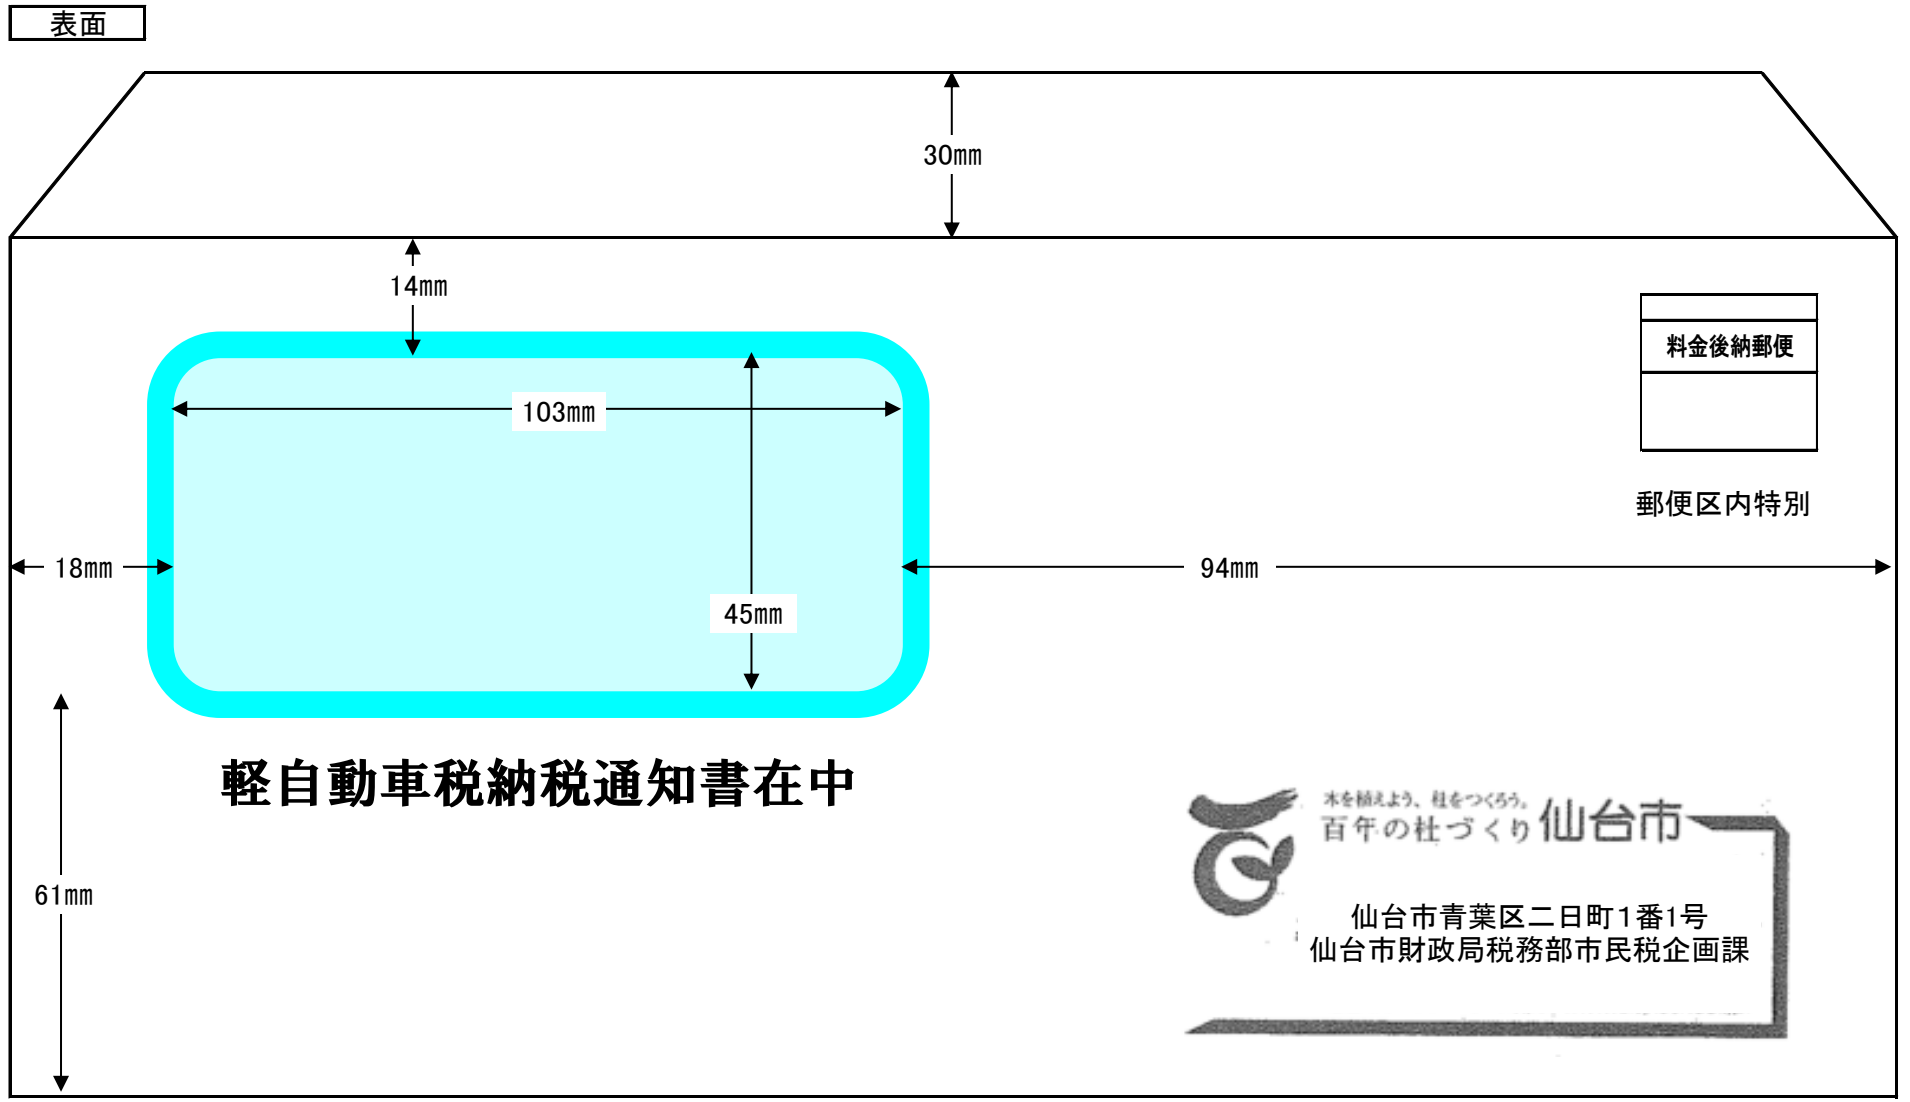 表面
30mm
14mm
料金後納郵便
103mm
郵便区内特別
18mm
94mm
45mm
軽自動車税納税通知書在中
木を植えよう、杜をつくろう。
百年の杜づくり 仙台市
61mm
仙台市青葉区二日町1番1号
仙台市財政局税務部市民税企画課